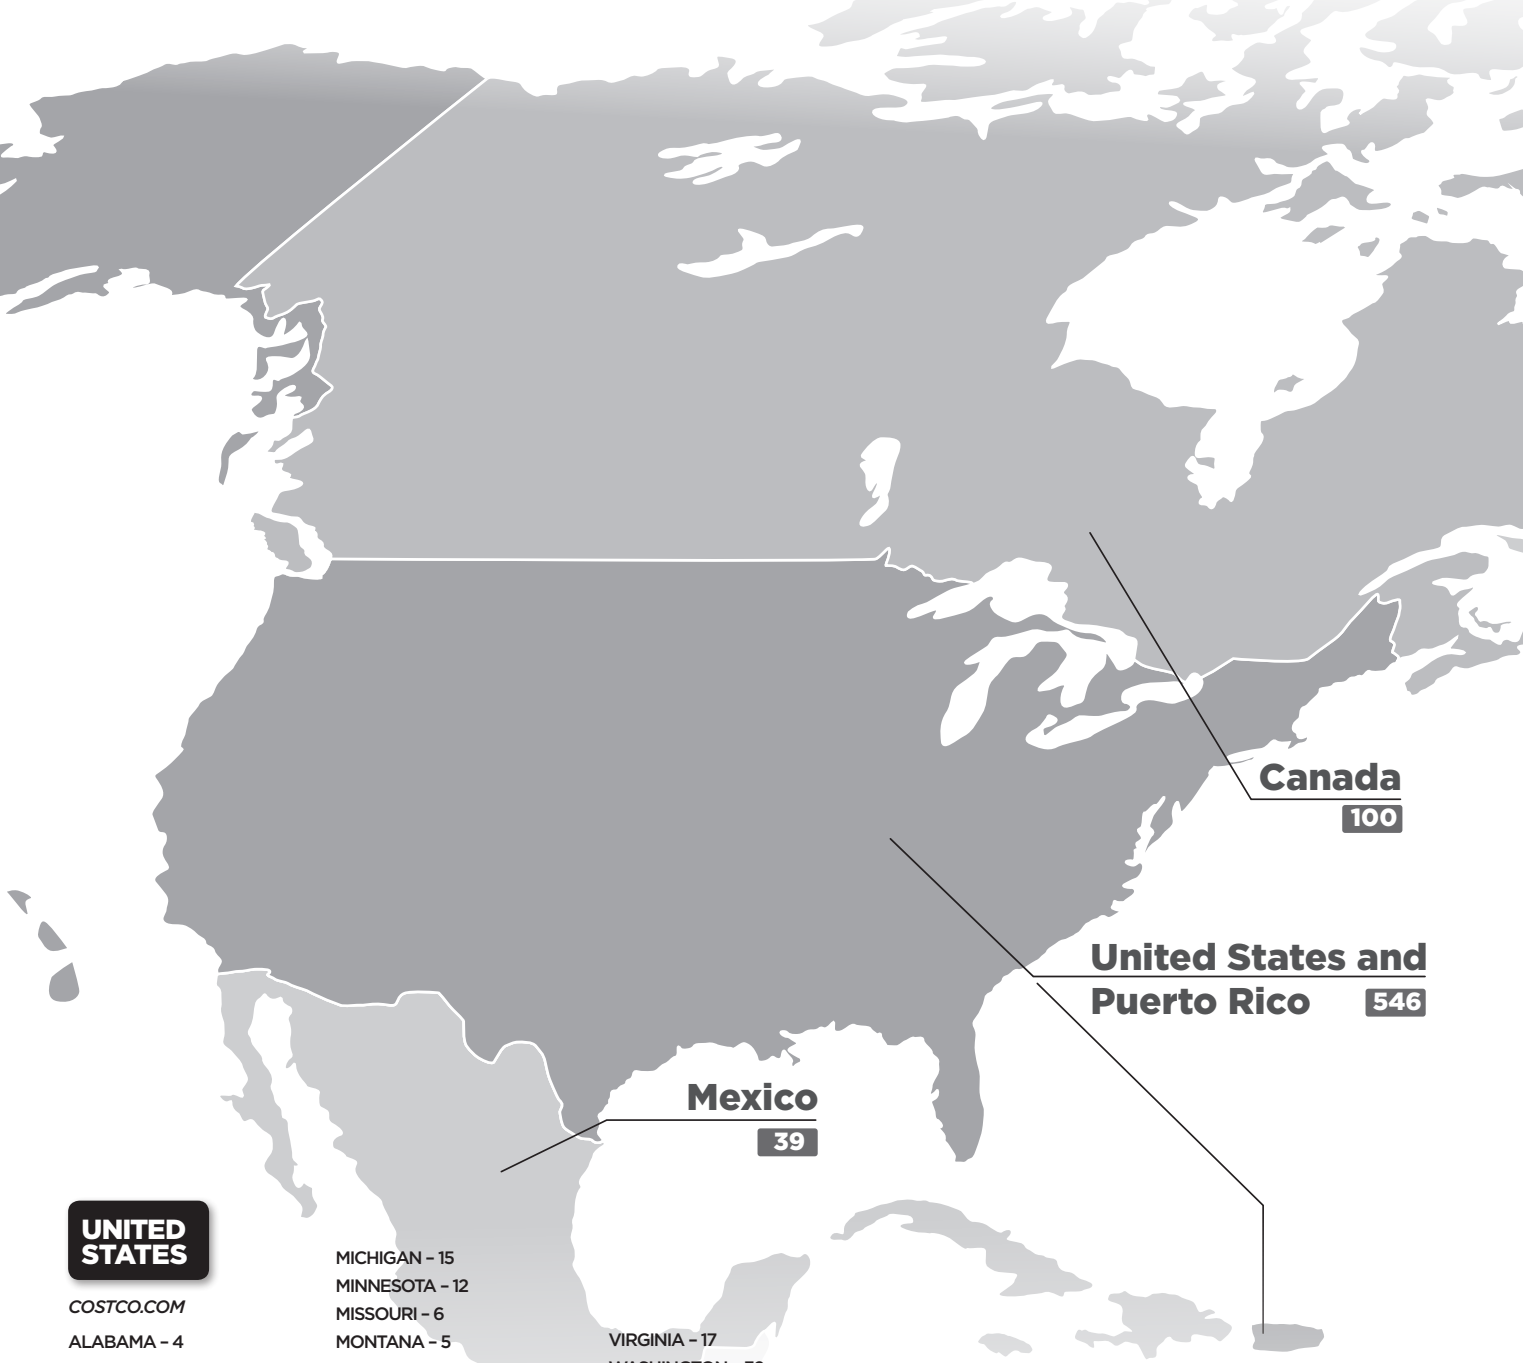 Canada
100
United States and
Puerto Rico 546
Mexico
39
UNITED
STATES
COSTCO.COM
ALABAMA – 4
MICHIGAN – 15
MINNESOTA – 12
MISSOURI – 6
MONTANA – 5
VIRGINIA – 17